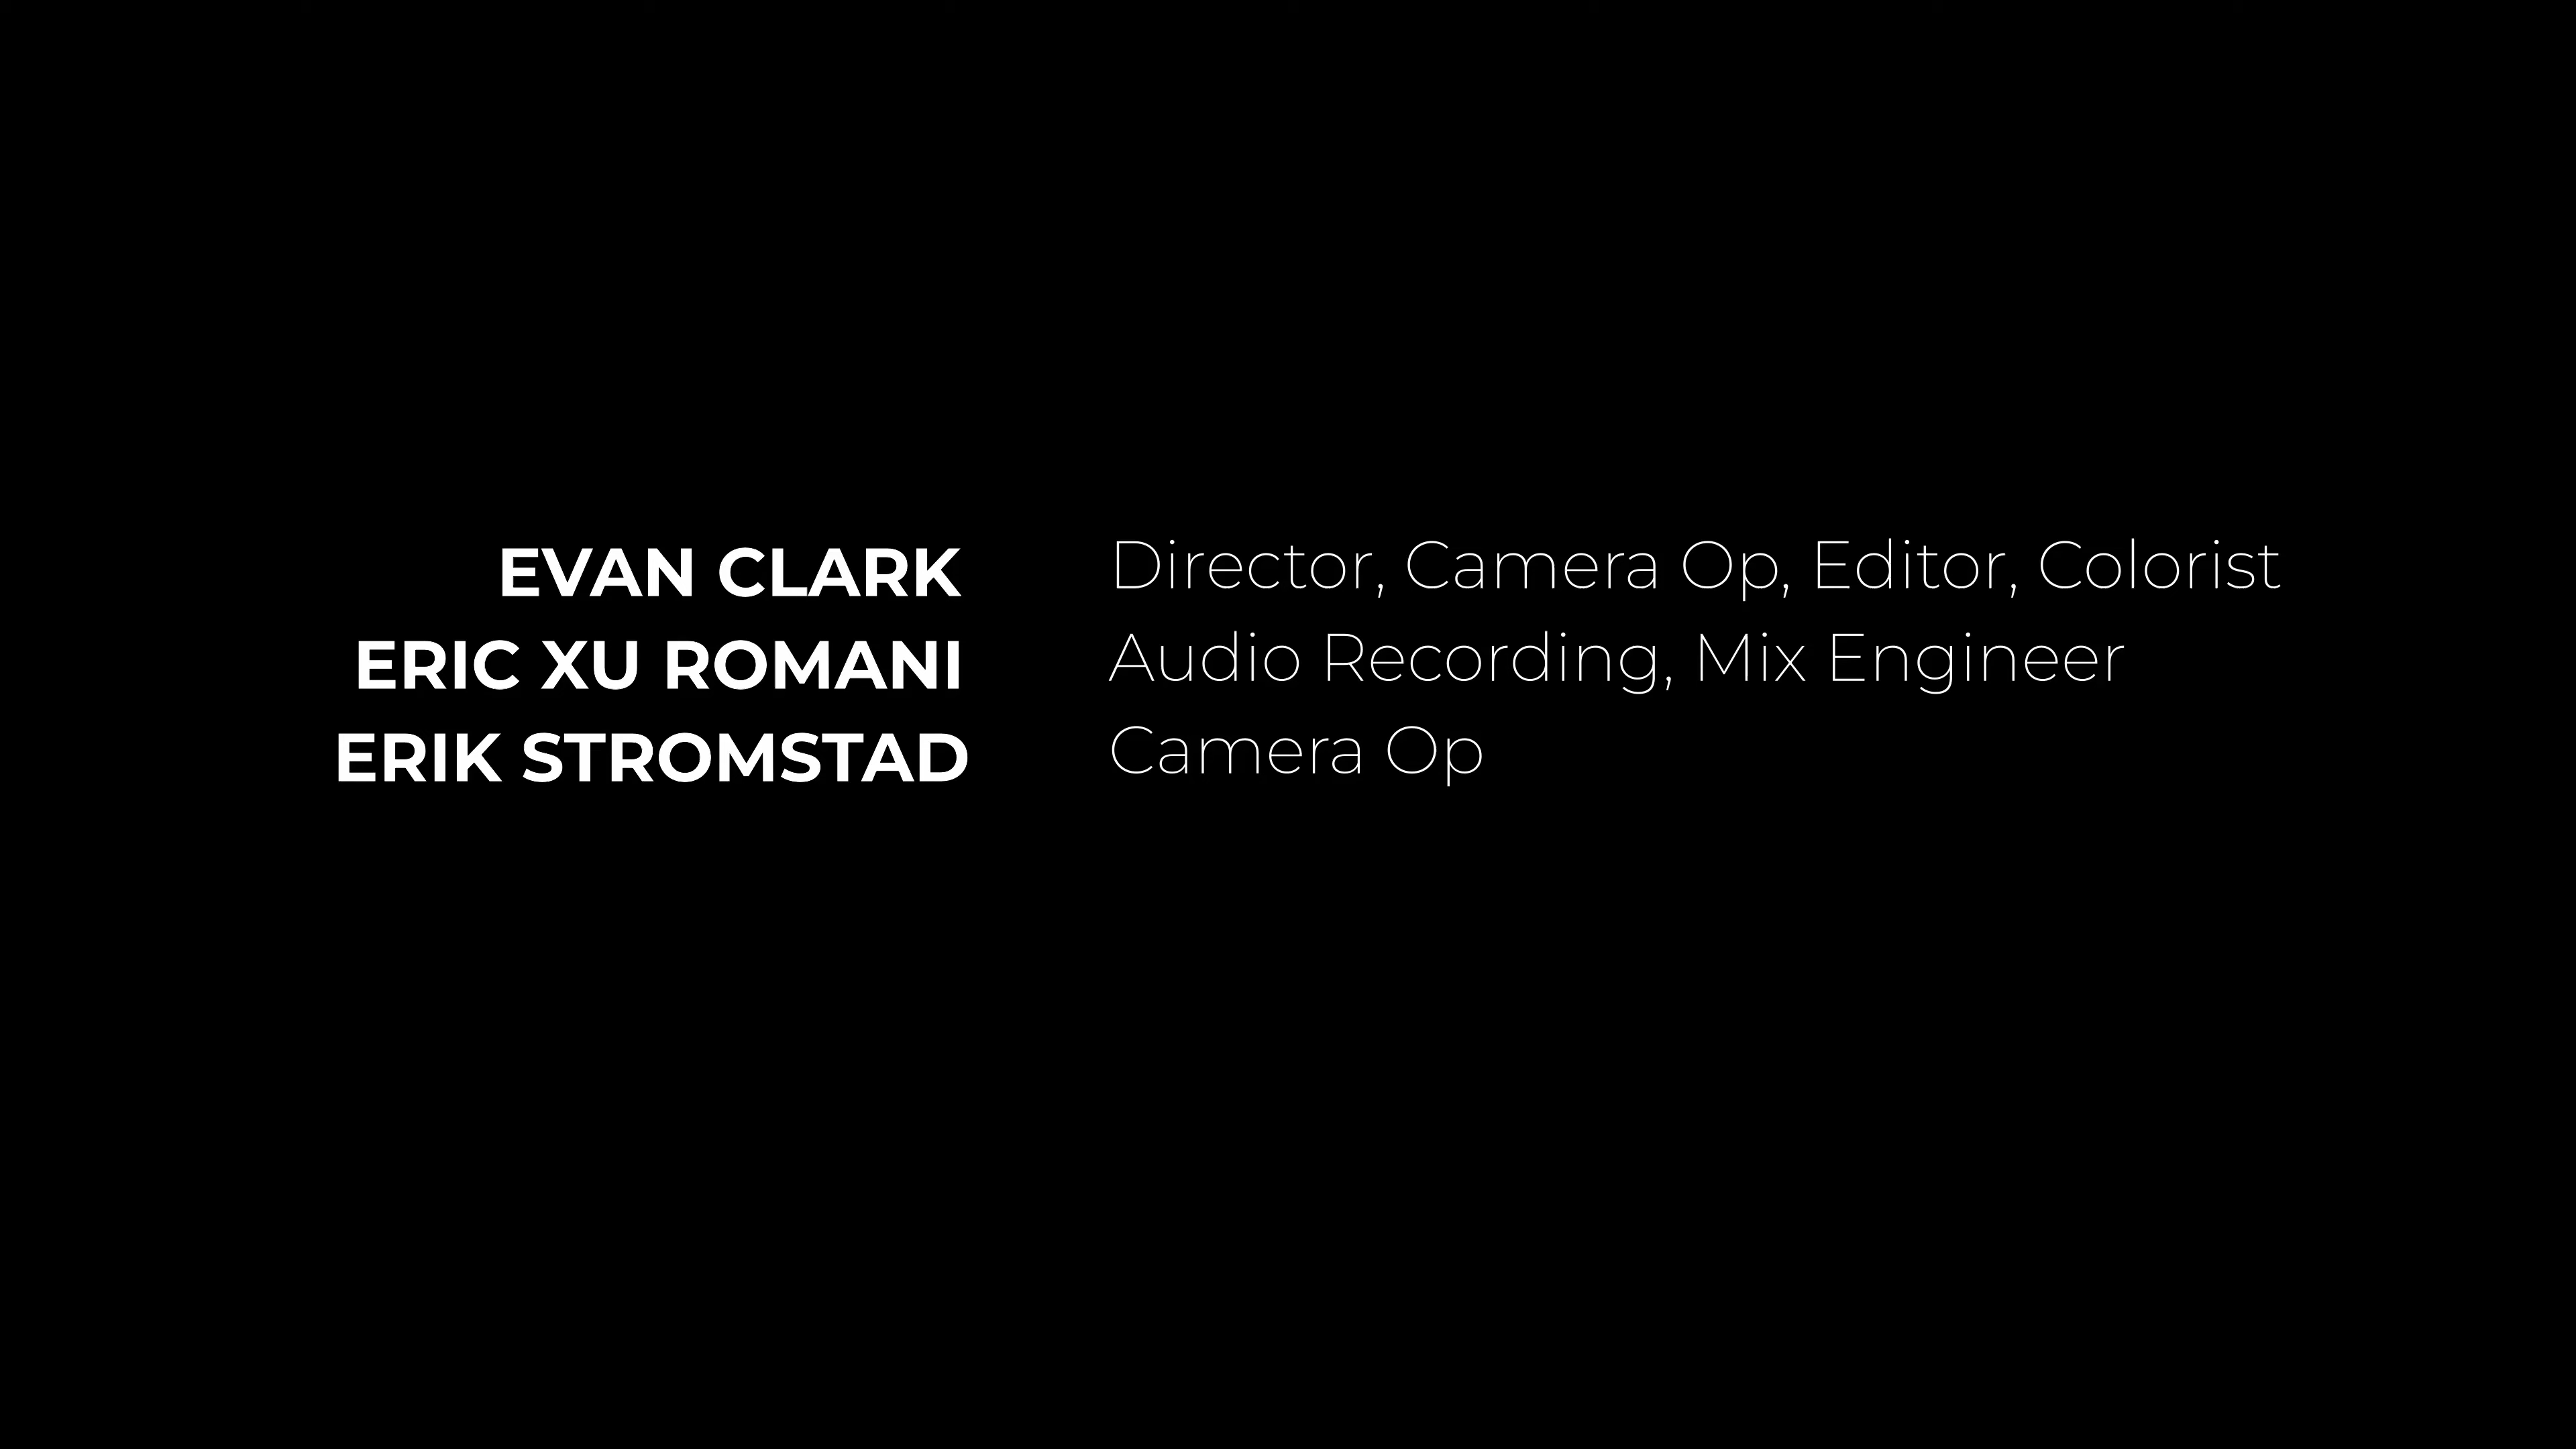 EVAN CLARK Director, Camera Op, Editor, Colorist
ERIC XU ROMANI Audio Recording, Mix Engineer
ERIK STROMSTAD Camera Op